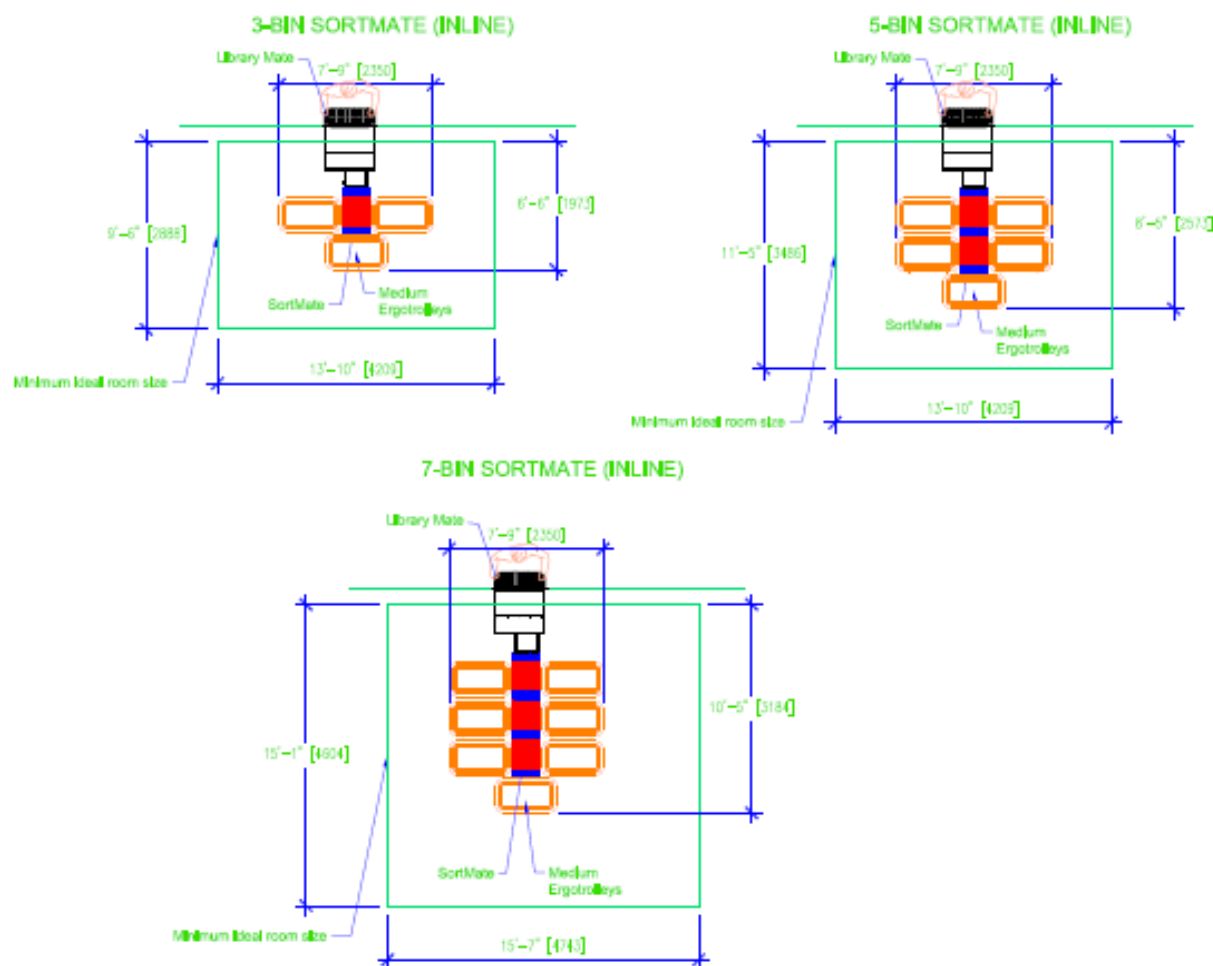 3-BIN SORTMATE (INLINE)
Library Mate
7'-9" [2350]
9'-6" [2888]
6'-6" [1973]
SortMate
Medium
Ergotrolleys
13'-10" [4209]
Minimum ideal room size
5-BIN SORTMATE (INLINE)
Library Mate
7'-9" [2350]
11'-5" [3486]
8'-5" [2573]
SortMate
Medium
Ergotrolleys
13'-10" [4209]
Minimum ideal room size
7-BIN SORTMATE (INLINE)
Library Mate
7'-9" [2350]
15'-1" [4604]
10'-5" [3184]
SortMate
Medium
Ergotrolleys
Minimum ideal room size
15'-7" [4743]